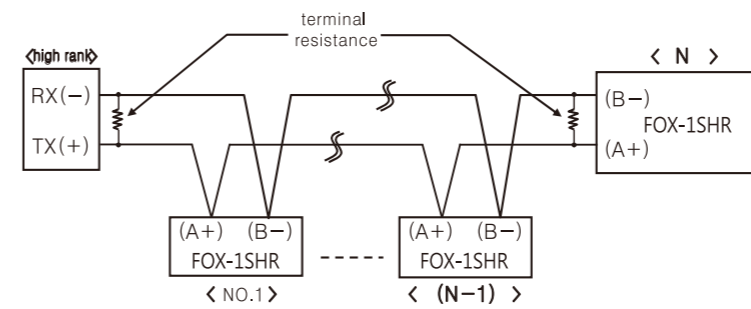 terminal
resistance
<high rank>
RX(−)
TX(+)
< N >
(B−)
FOX-1SHR
(A+)
(A+) (B−)
FOX-1SHR
< NO.1 >
(A+) (B−)
FOX-1SHR
< (N−1) >